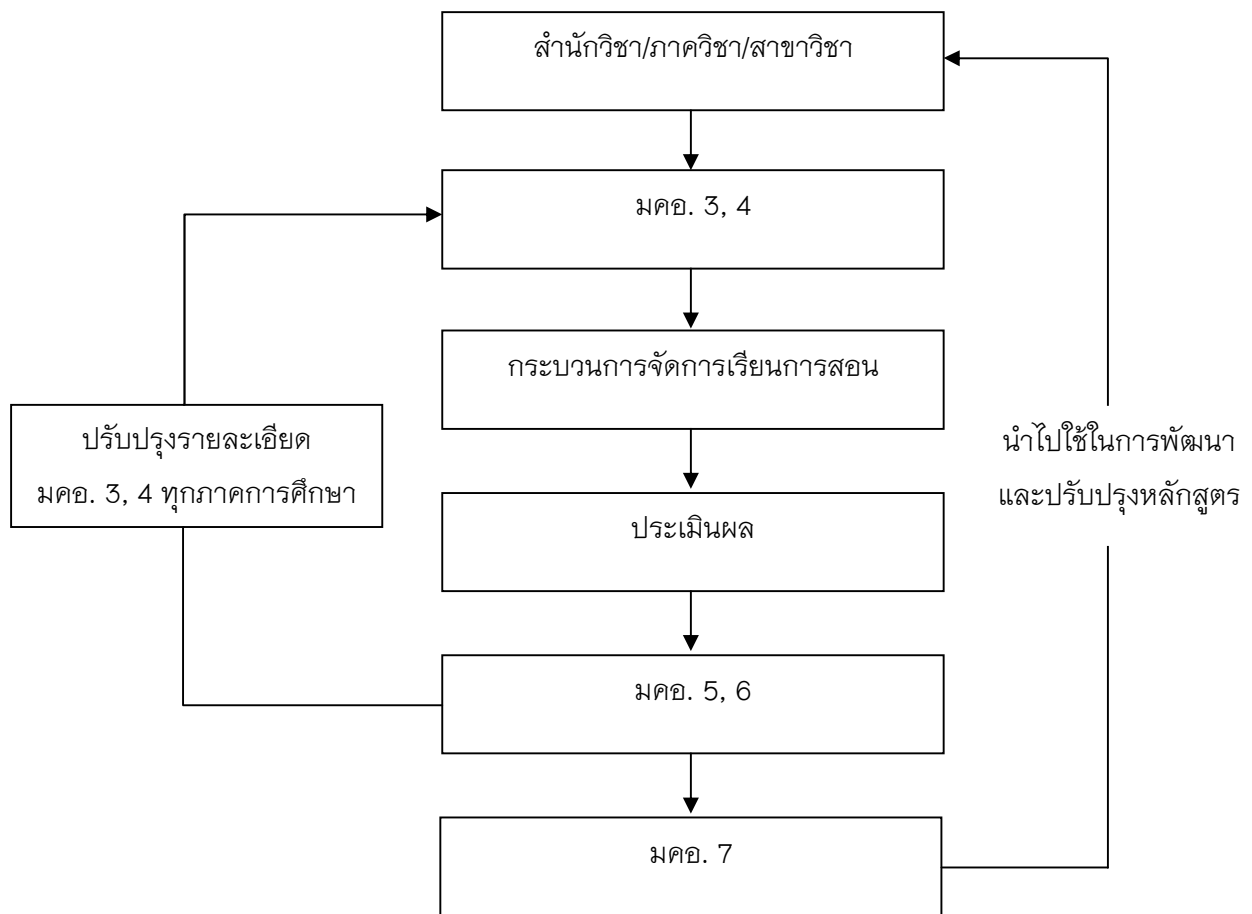 สำนักวิชา/ภาควิชา/สาขาวิชา
มคอ. 3, 4
กระบวนการจัดการเรียนการสอน
ปรับปรุงรายละเอียด
มคอ. 3, 4 ทุกภาคการศึกษา
นำไปใช้ในการพัฒนา
และปรับปรุงหลักสูตร
ประเมินผล
มคอ. 5, 6
มคอ. 7